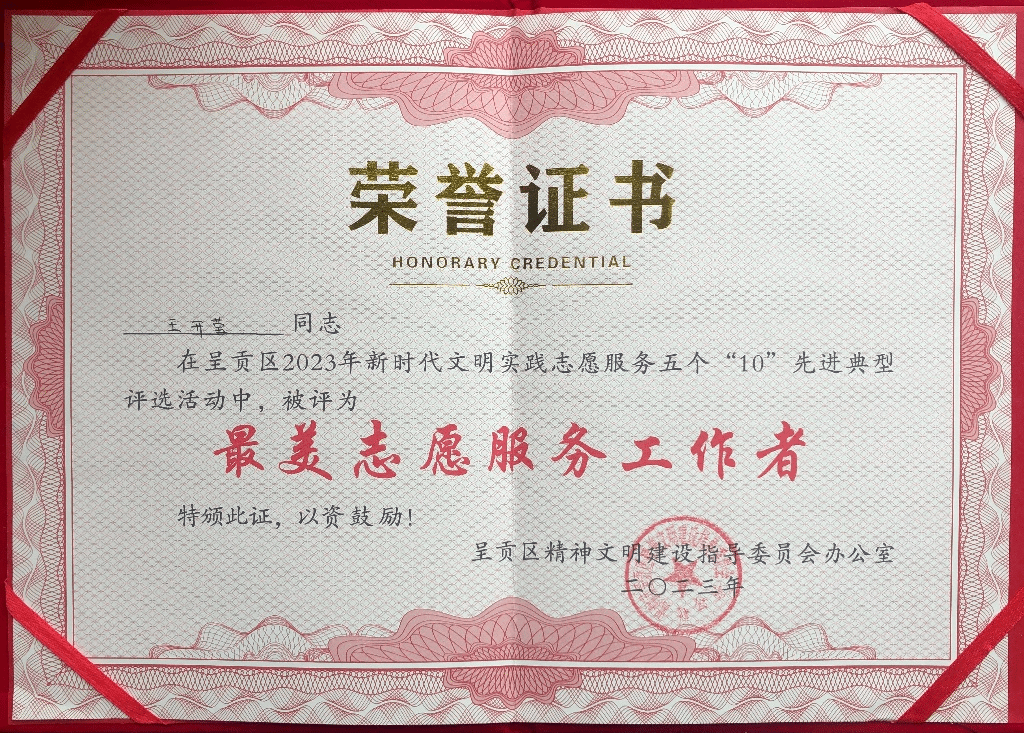 荣誉证书
HONORARY CREDENTIAL
王开莹 同志
在呈贡区2023年新时代文明实践志愿服务五个“10”先进典型
评选活动中，被评为
最美志愿服务工作者
特颁此证，以资鼓励！
呈贡区精神文明建设指导委员会办公室
二〇二三年